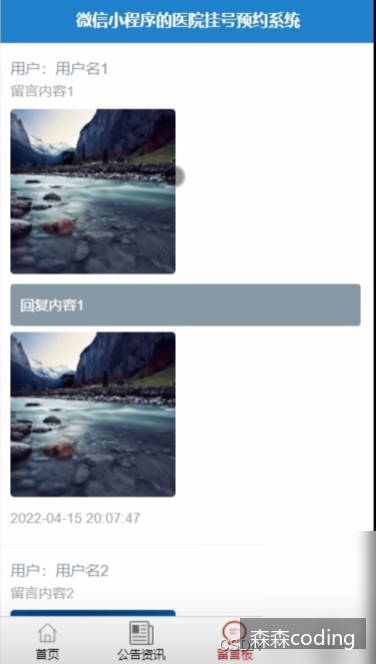 微信小程序的医院挂号预约系统
用户：用户名1
留言内容1
回复内容1
2022-04-15 20:07:47
用户：用户名2
留言内容2
首页
公告资讯
留言板
森森coding